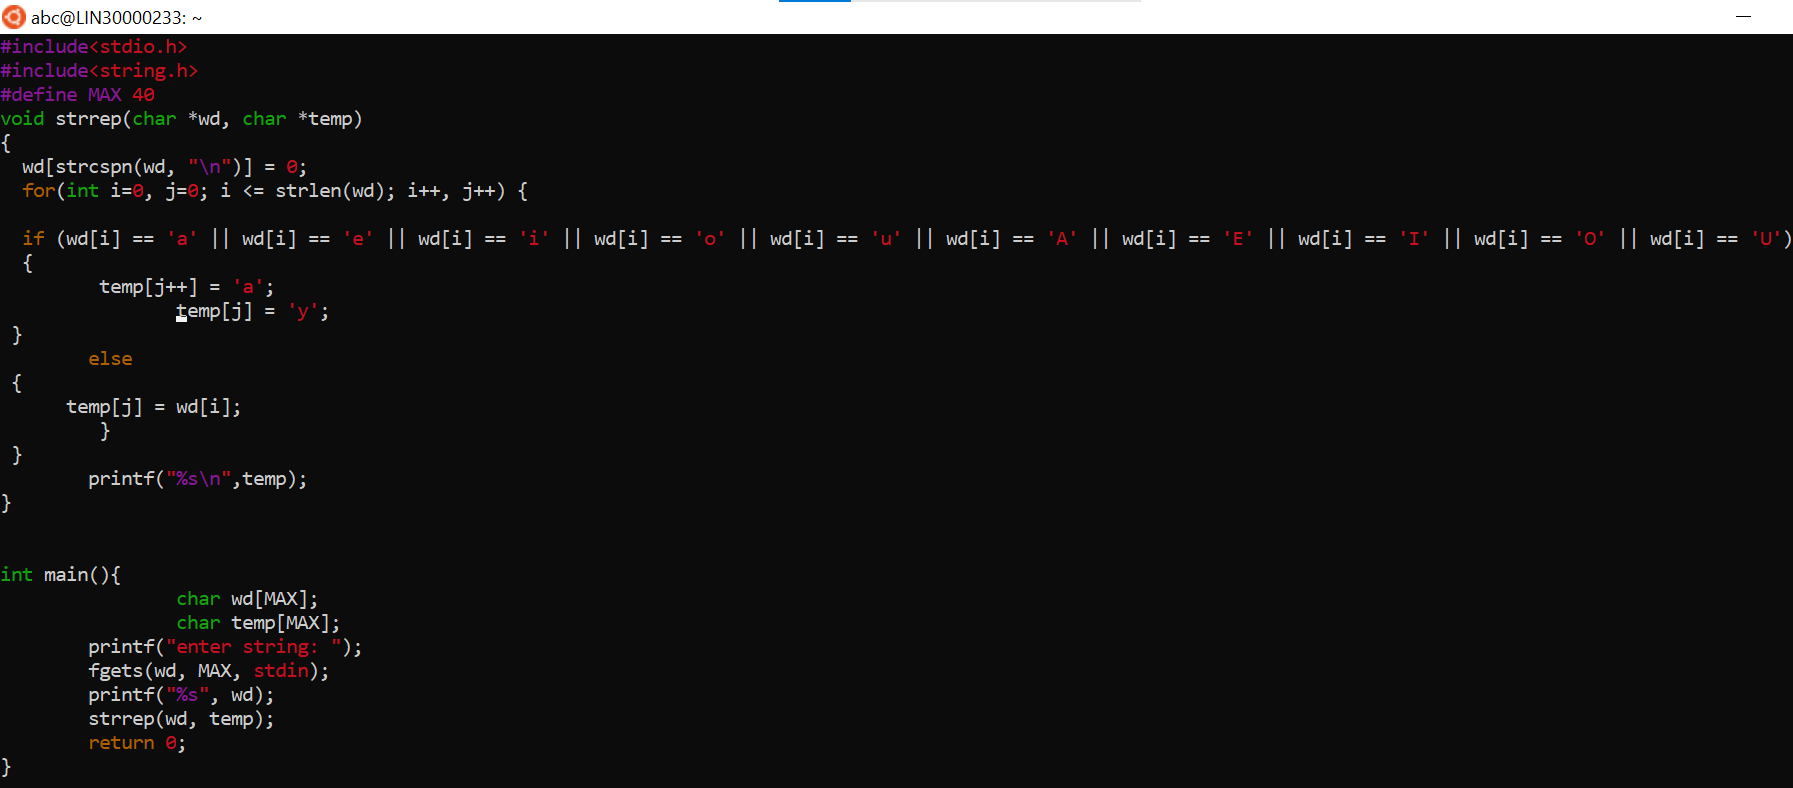 abc@LIN30000233: ~
#include<stdio.h>
#include<string.h>
#define MAX 40
void strrep(char *wd, char *temp)
{
  wd[strcspn(wd, "\n")] = 0;
  for(int i=0, j=0; i <= strlen(wd); i++, j++) {
  if (wd[i] == 'a' || wd[i] == 'e' || wd[i] == 'i' || wd[i] == 'o' || wd[i] == 'u' || wd[i] == 'A' || wd[i] == 'E' || wd[i] == 'I' || wd[i] == 'O' || wd[i] == 'U')
  {
         temp[j++] = 'a';
                temp[j] = 'y';
 }
        else
 {
      temp[j] = wd[i];
         }
 }
        printf("%s\n",temp);
}
int main(){
                char wd[MAX];
                char temp[MAX];
        printf("enter string: ");
        fgets(wd, MAX, stdin);
        printf("%s", wd);
        strrep(wd, temp);
        return 0;
}